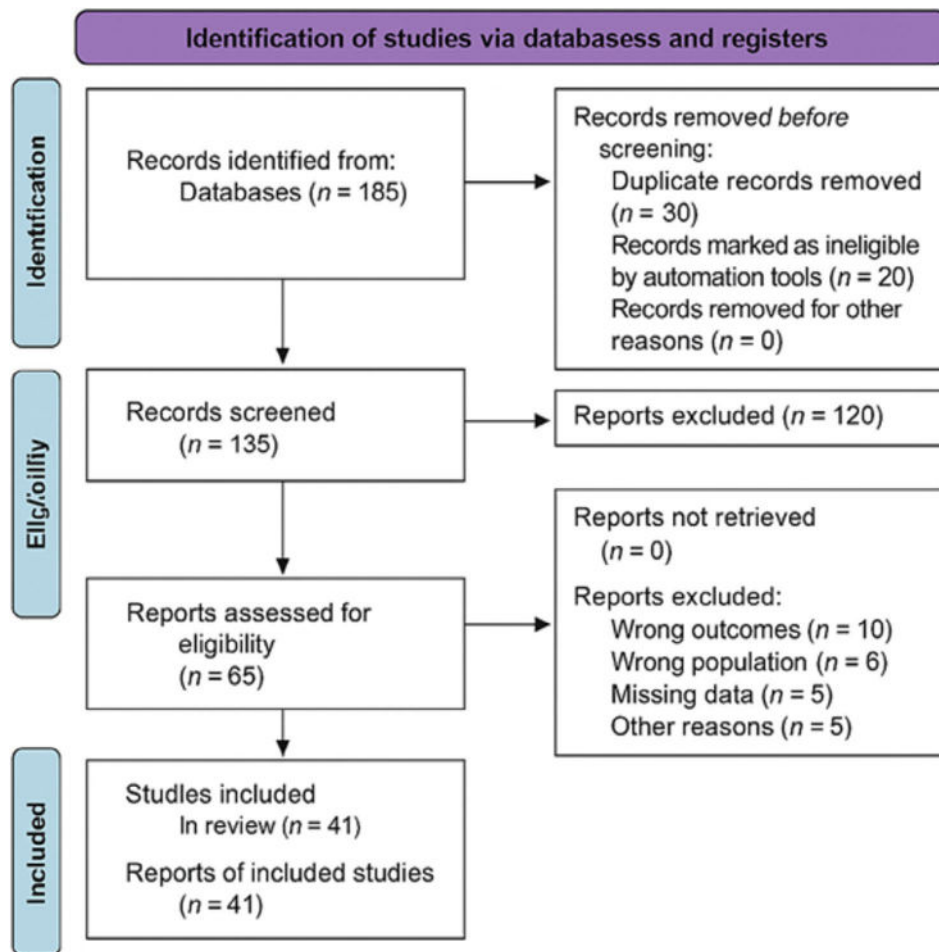 Identification of studies via databasess and registers
Identification
Records identified from:
Databases (n = 185)
Records removed before
screening:
Duplicate records removed
(n = 30)
Records marked as ineligible
by automation tools (n = 20)
Records removed for other
reasons (n = 0)
Records screened
(n = 135)
Reports excluded (n = 120)
Reports assessed for
eligibility
(n = 65)
Reports not retrieved
(n = 0)
Reports excluded:
Wrong outcomes (n = 10)
Wrong population (n = 6)
Missing data (n = 5)
Other reasons (n = 5)
Included
Studles included
In review (n = 41)
Reports of included studies
(n = 41)